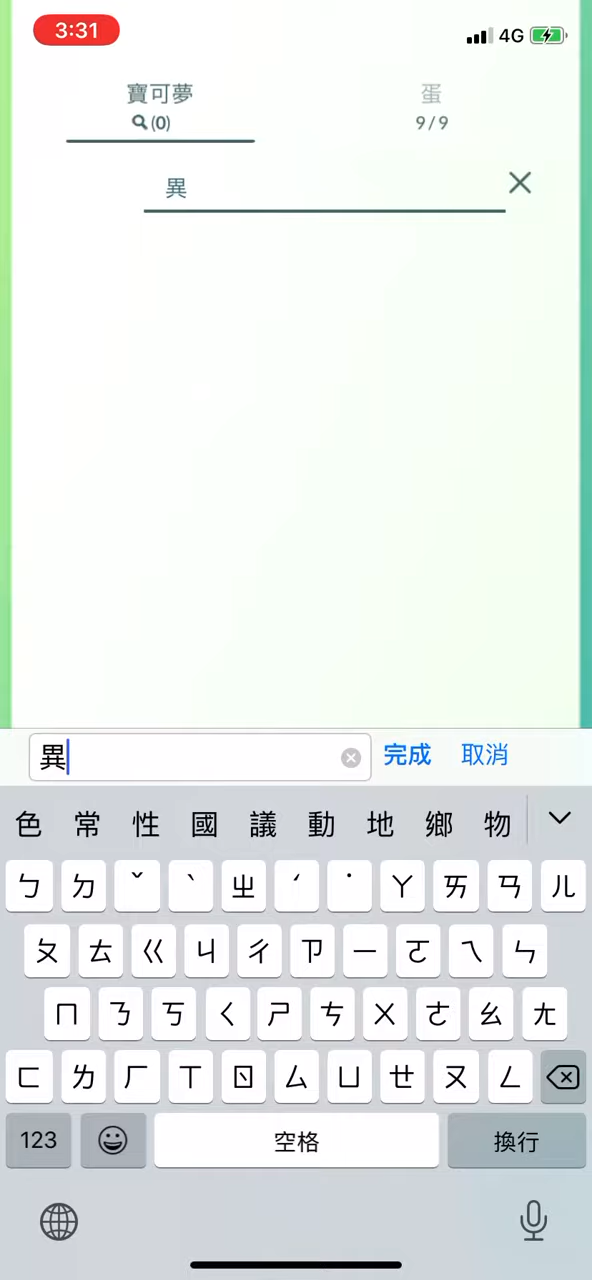 3:31
4G
寶可夢
蛋
(0)
9/9
異
異
完成
取消
色 常 性 國 議 動 地 鄉 物
ㄅ ㄉ ˇ ˋ ㄓ ˊ ˙ ㄚ ㄞ ㄢ ㄦ
ㄆ ㄊ ㄍ ㄐ ㄔ ㄗ ㄧ ㄛ ㄟ ㄣ
ㄇ ㄋ ㄎ ㄑ ㄕ ㄘ ㄨ ㄜ ㄠ ㄤ
ㄈ ㄌ ㄏ ㄒ ㄖ ㄙ ㄩ ㄝ ㄡ ㄥ
123
空格
換行